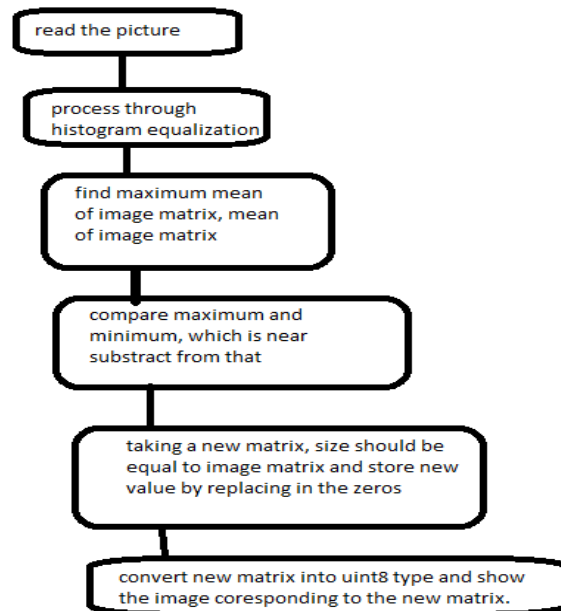 read the picture
process through
histogram equalization
find maximum mean
of image matrix, mean
of image matrix
compare maximum and
minimum, which is near
substract from that
taking a new matrix, size should be
equal to image matrix and store new
value by replacing in the zeros
convert new matrix into uint8 type and show
the image coresponding to the new matrix.